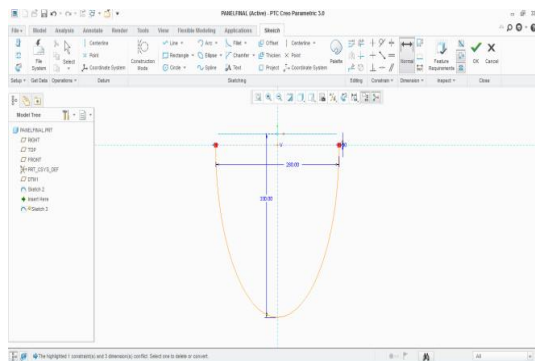 PANELFINAL (Active) - PTC Creo Parametric 3.0
File Model Analysis Annotate Render Tools View Flexible Modeling Applications Sketch
File System
Select
Centerline
Point
Coordinate System
Construction Mode
Line Arc Fillet Offset Centerline
Rectangle Ellipse Chamfer Thicken Point
Circle Spline Text Project Coordinate System
Palette
Normal
Feature Requirements
OK Cancel
Setup Get Data Operations Datum Sketching Editing Constrain Dimension Inspect Close
Model Tree
PANELFINAL.PRT
RIGHT
TOP
FRONT
PRT_CSYS_DEF
DTM1
Sketch 2
Insert Here
Sketch 3
The highlighted 1 constraint(s) and 3 dimension(s) conflict. Select one to delete or convert.
All